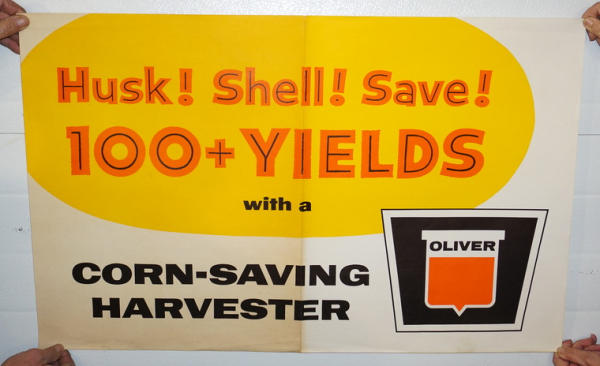 Husk! Shell! Save!
100+ YIELDS
with a
CORN-SAVING
HARVESTER
OLIVER